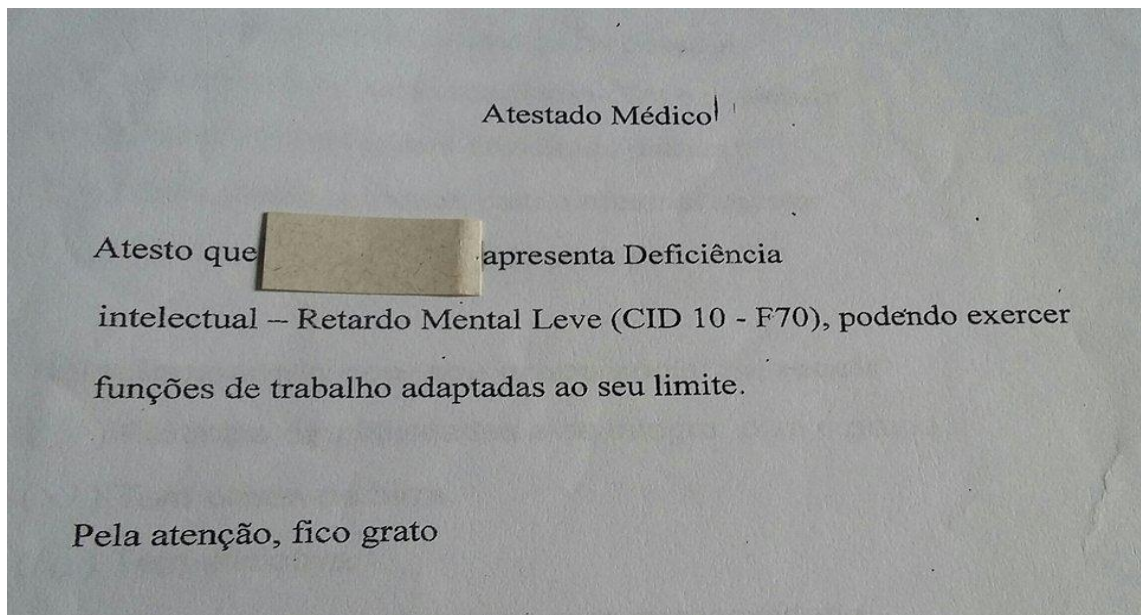 Atestado Médico
Atesto que apresenta Deficiência
intelectual – Retardo Mental Leve (CID 10 - F70), podendo exercer
funções de trabalho adaptadas ao seu limite.
Pela atenção, fico grato